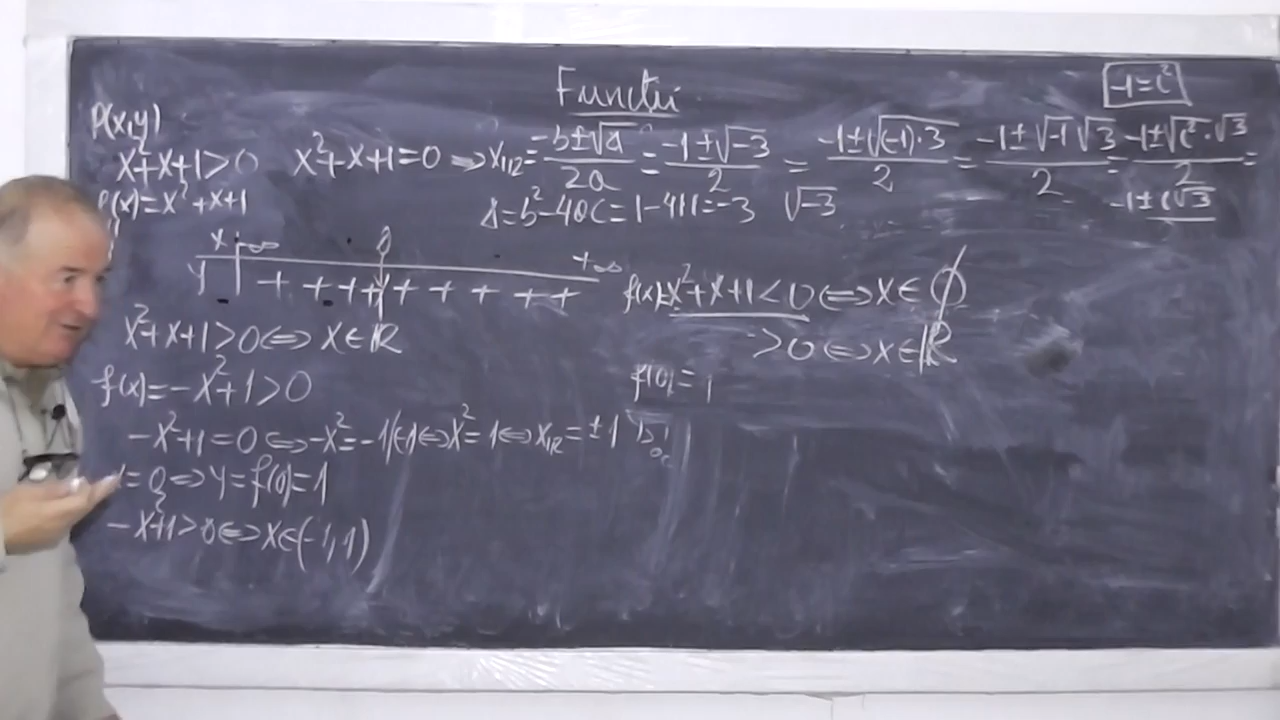 Functii
-1=i²
P(x,y)
x²+x+1>0 x²+x+1=0 => x₁,₂ = (-b±√Δ)/2a = (-1±√-3)/2 = (-1±√(-1)·3)/2 = (-1±√-1 √3)/2 = (-1±√i²·√3)/2 =
f(x)=x²+x+1 Δ=b²-4ac=1-4·1·1=-3 √-3 -1±i√3
x -∞ 0 +∞
y + + + + + + + + + +
f(x)=x²+x+1<0 <=> x∈∅
x²+x+1>0 <=> x∈ℝ >0 <=> x∈ℝ
f(x)=-x²+1>0 f(0)=1
-x²+1=0 <=> -x²=-1|(-1) <=> x²=1 <=> x₁,₂=±1
=0 => y=f(0)=1
-x²+1>0 <=> x∈(-1,1)